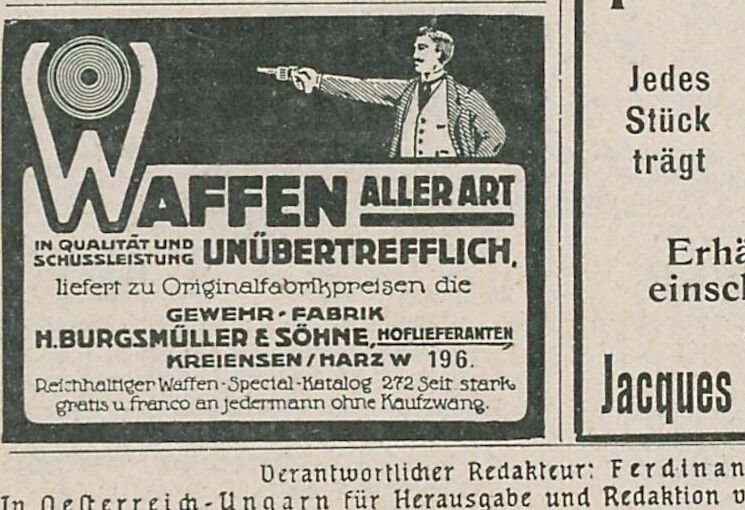 WAFFEN ALLER ART
IN QUALITÄT UND
SCHUSSLEISTUNG UNÜBERTREFFLICH,
liefert zu Originalfabrikpreisen die
GEWEHR-FABRIK
H. BURGSMÜLLER & SÖHNE, HOFLIEFERANTEN
KREIENSEN/HARZ W 196.
Reichhaltiger Waffen-Special-Katalog 272 Seit. stark,
gratis u franco an jedermann ohne Kaufzwang.
Jedes
Stück
trägt
Erhä
einsc
Jacques
Verantwortlicher Redakteur: Ferdinan
In Oesterreich-Ungarn für Herausgabe und Redaktion v